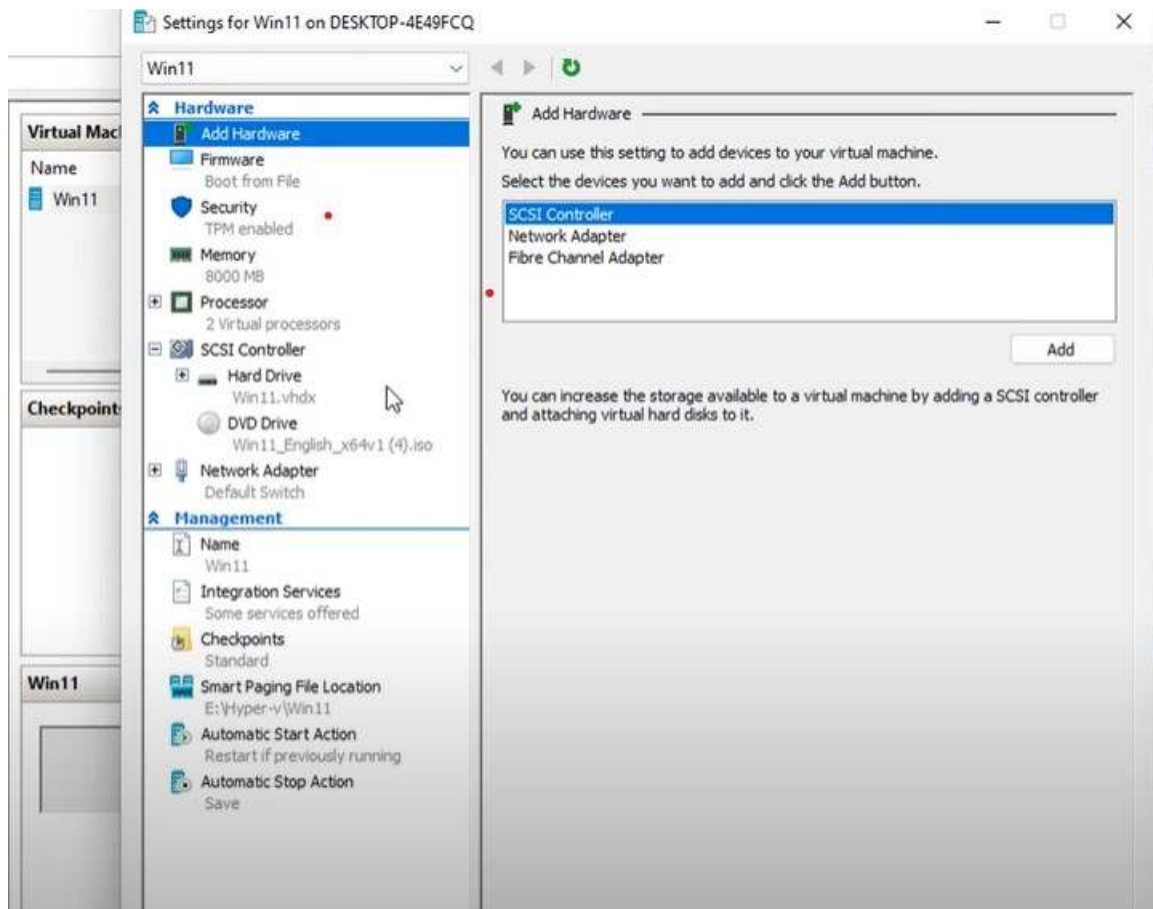 Settings for Win11 on DESKTOP-4E49FCQ
Win11
Virtual Mac
Name
Win11
Checkpoint
Win11
Hardware
Add Hardware
Firmware
Boot from File
Security
TPM enabled
Memory
8000 MB
Processor
2 Virtual processors
SCSI Controller
Hard Drive
Win11.vhdx
DVD Drive
Win11_English_x64v1 (4).iso
Network Adapter
Default Switch
Management
Name
Win11
Integration Services
Some services offered
Checkpoints
Standard
Smart Paging File Location
E:\Hyper-v\Win11
Automatic Start Action
Restart if previously running
Automatic Stop Action
Save
Add Hardware
You can use this setting to add devices to your virtual machine.
Select the devices you want to add and click the Add button.
SCSI Controller
Network Adapter
Fibre Channel Adapter
Add
You can increase the storage available to a virtual machine by adding a SCSI controller
and attaching virtual hard disks to it.